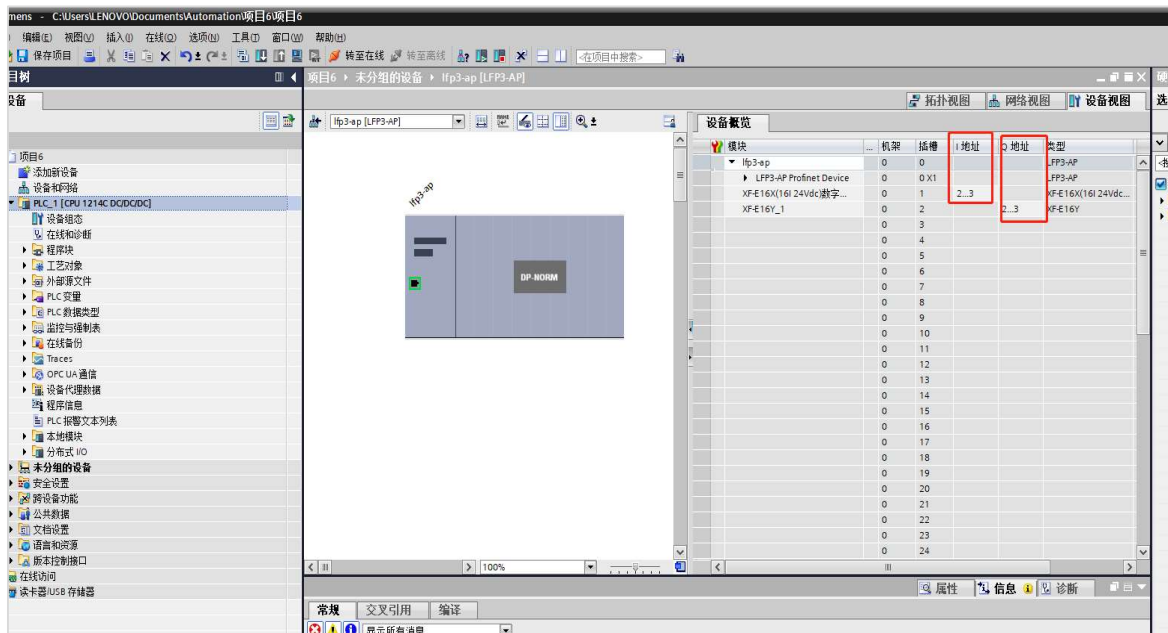 mens - C:\Users\LENOVO\Documents\Automation\项目6\项目6
编辑(E) 视图(V) 插入(I) 在线(O) 选项(N) 工具(T) 窗口(W) 帮助(H)
保存项目 转至在线 转至离线 <在项目中搜索>
目树
项目6 ▸ 未分组的设备 ▸ lfp3-ap [LFP3-AP]
设备
拓扑视图 网络视图 设备视图
选
lfp3-ap [LFP3-AP]
设备概览
模块 ... 机架 插槽 I 地址 Q 地址 类型
lfp3-ap 0 0 LFP3-AP
LFP3-AP Profinet Device 0 0 X1 LFP3-AP
XF-E16X(16I 24Vdc)数字... 0 1 2...3 XF-E16X(16I 24Vdc...
XF-E16Y_1 0 2 2...3 XF-E16Y
0 3
0 4
0 5
0 6
0 7
0 8
0 9
0 10
0 11
0 12
0 13
0 14
0 15
0 16
0 17
0 18
0 19
0 20
0 21
0 22
0 23
0 24
lfp3-ap
DP-NORM
项目6
添加新设备
设备和网络
PLC_1 [CPU 1214C DC/DC/DC]
设备组态
在线和诊断
程序块
工艺对象
外部源文件
PLC 变量
PLC 数据类型
监控与强制表
在线备份
Traces
OPC UA 通信
设备代理数据
程序信息
PLC 报警文本列表
本地模块
分布式 I/O
未分组的设备
安全设置
跨设备功能
公共数据
文档设置
语言和资源
版本控制接口
在线访问
读卡器/USB 存储器
100%
属性 信息 诊断
常规 交叉引用 编译
显示所有消息